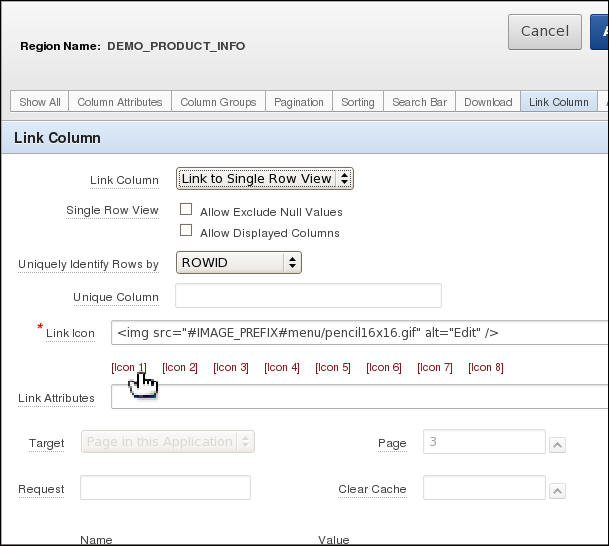 Cancel
Region Name: DEMO_PRODUCT_INFO
Show All Column Attributes Column Groups Pagination Sorting Search Bar Download Link Column
Link Column
Link Column Link to Single Row View
Single Row View Allow Exclude Null Values
Allow Displayed Columns
Uniquely Identify Rows by ROWID
Unique Column
* Link Icon <img src="#IMAGE_PREFIX#menu/pencil16x16.gif" alt="Edit" />
[Icon 1] [Icon 2] [Icon 3] [Icon 4] [Icon 5] [Icon 6] [Icon 7] [Icon 8]
Link Attributes
Target Page in this Application Page 3
Request Clear Cache
Name Value